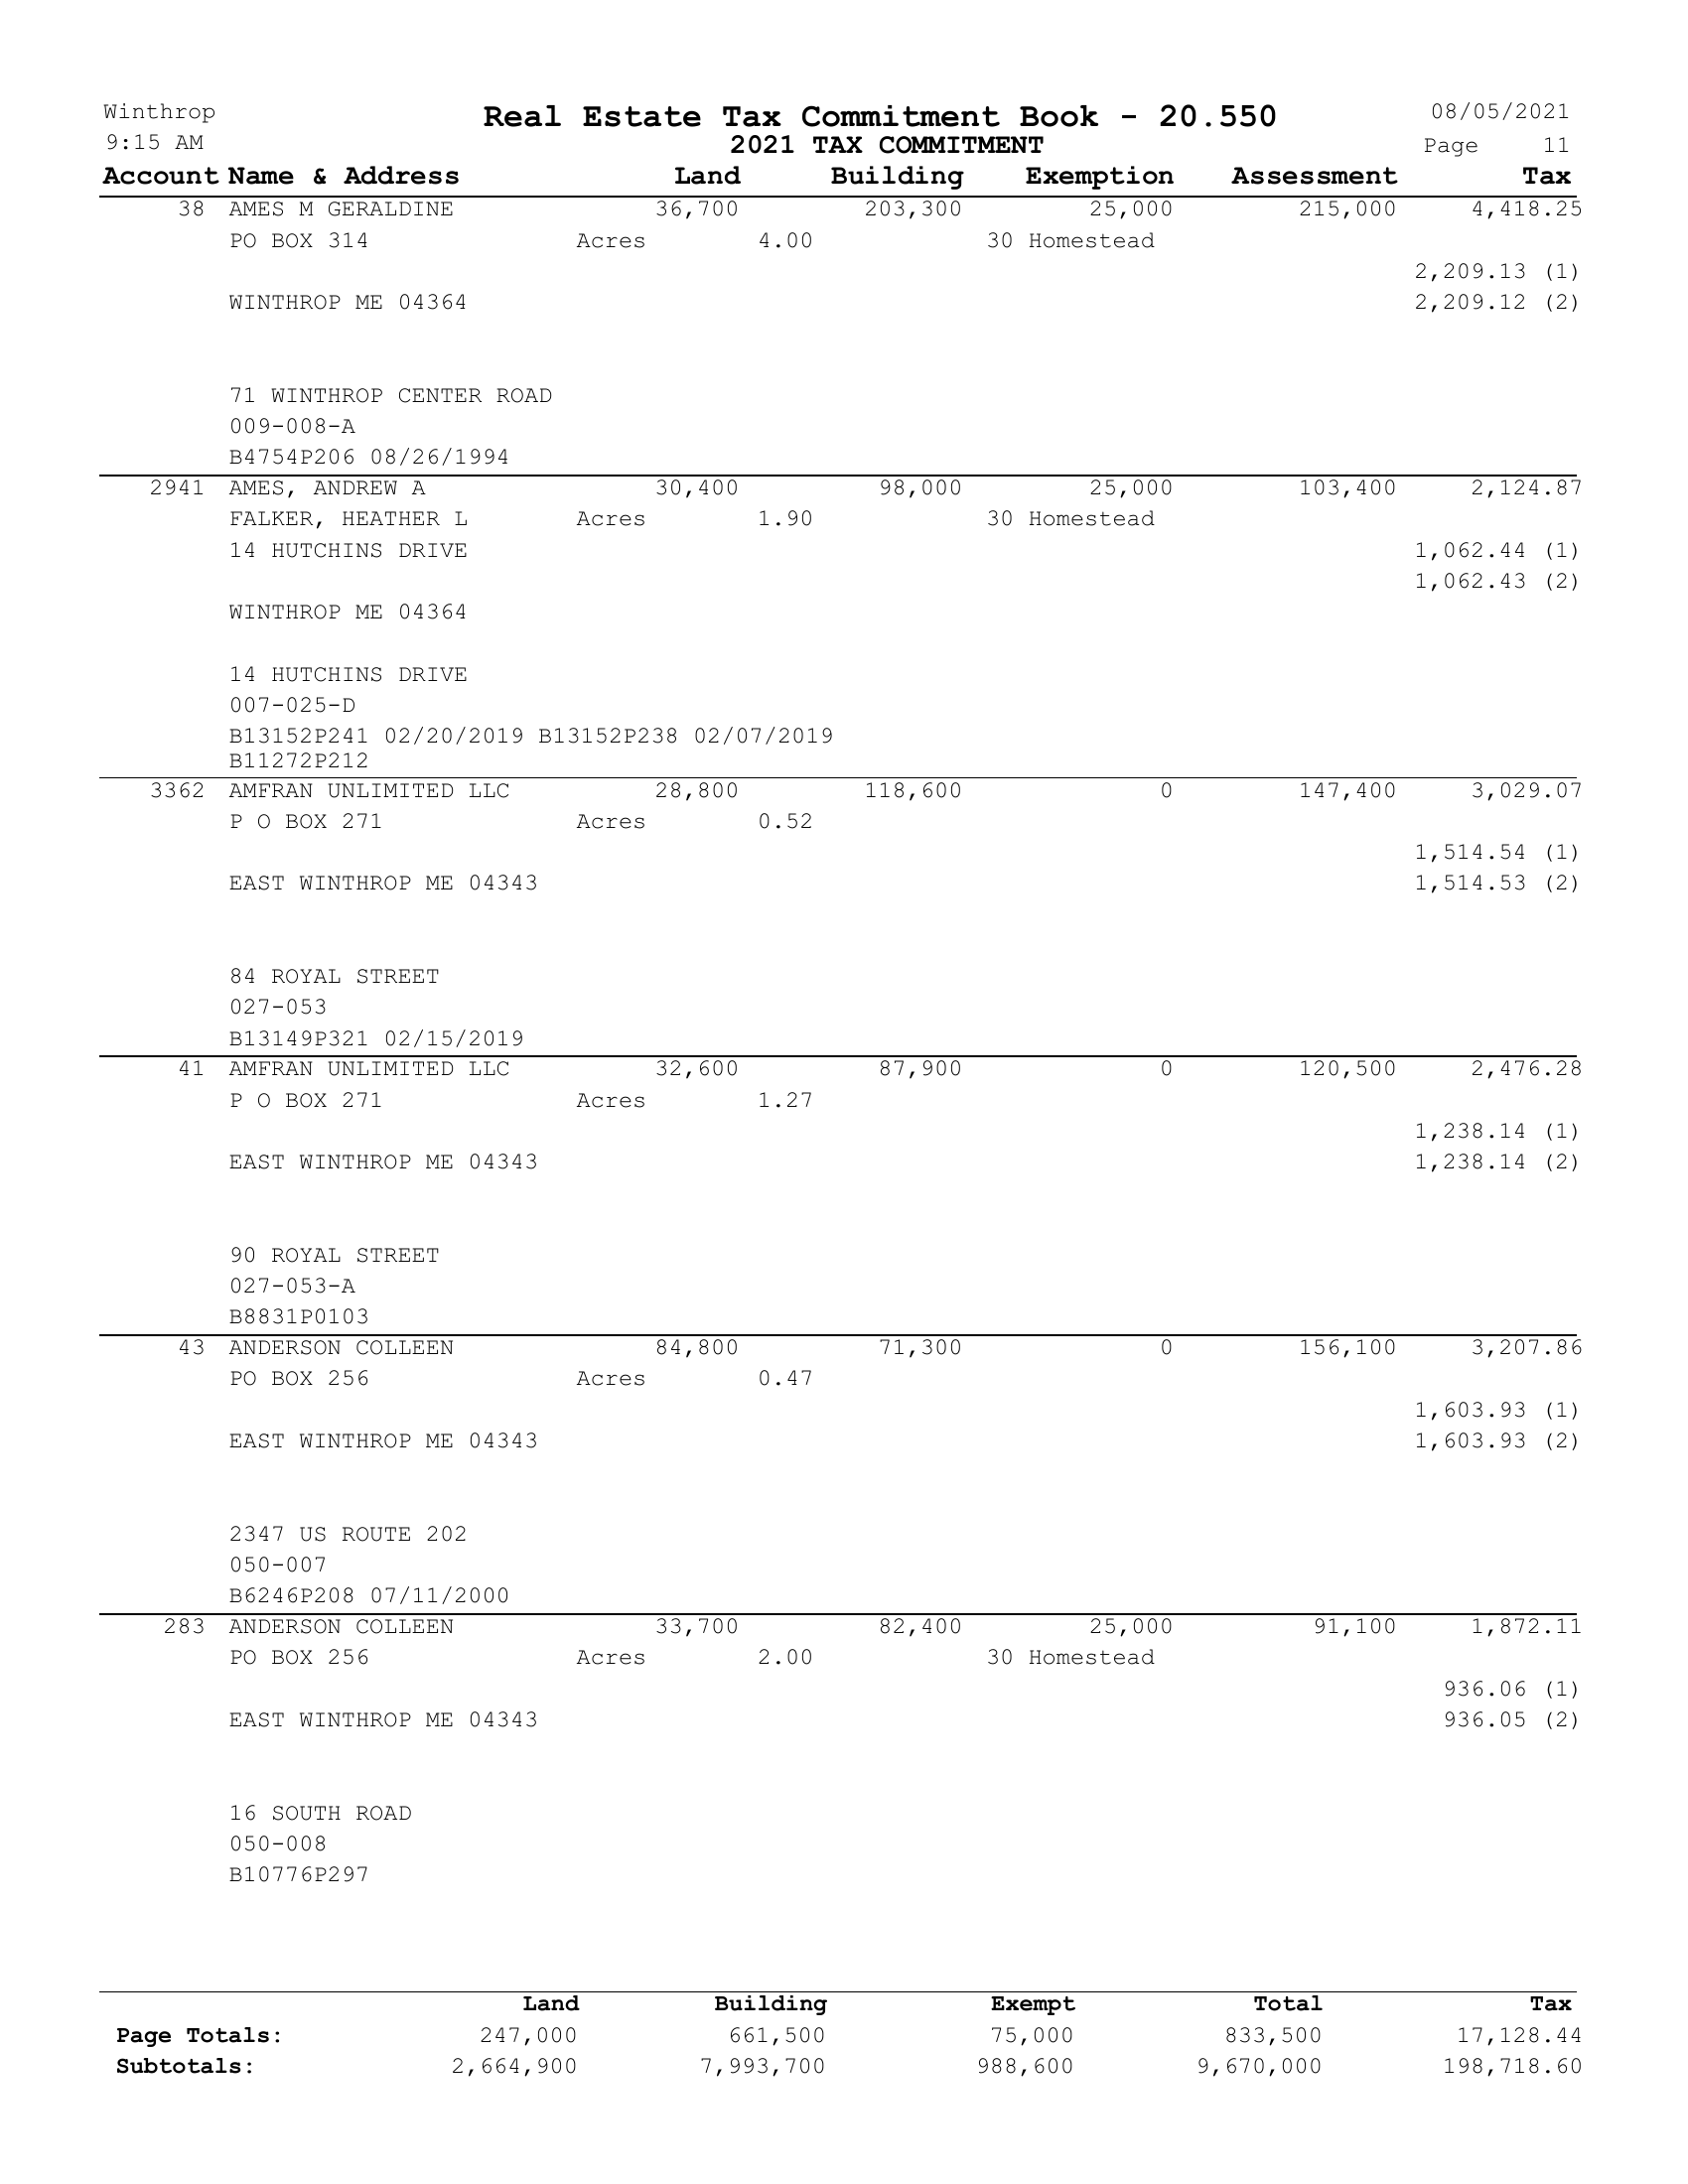 Winthrop Real Estate Tax Commitment Book - 20.550 08/05/2021
9:15 AM 2021 TAX COMMITMENT Page 11
Account Name & Address Land Building Exemption Assessment Tax
38 AMES M GERALDINE 36,700 203,300 25,000 215,000 4,418.25
PO BOX 314 Acres 4.00 30 Homestead
2,209.13 (1)
WINTHROP ME 04364 2,209.12 (2)
71 WINTHROP CENTER ROAD
009-008-A
B4754P206 08/26/1994
2941 AMES, ANDREW A 30,400 98,000 25,000 103,400 2,124.87
FALKER, HEATHER L Acres 1.90 30 Homestead
14 HUTCHINS DRIVE 1,062.44 (1)
1,062.43 (2)
WINTHROP ME 04364
14 HUTCHINS DRIVE
007-025-D
B13152P241 02/20/2019 B13152P238 02/07/2019
B11272P212
3362 AMFRAN UNLIMITED LLC 28,800 118,600 0 147,400 3,029.07
P O BOX 271 Acres 0.52
1,514.54 (1)
EAST WINTHROP ME 04343 1,514.53 (2)
84 ROYAL STREET
027-053
B13149P321 02/15/2019
41 AMFRAN UNLIMITED LLC 32,600 87,900 0 120,500 2,476.28
P O BOX 271 Acres 1.27
1,238.14 (1)
EAST WINTHROP ME 04343 1,238.14 (2)
90 ROYAL STREET
027-053-A
B8831P0103
43 ANDERSON COLLEEN 84,800 71,300 0 156,100 3,207.86
PO BOX 256 Acres 0.47
1,603.93 (1)
EAST WINTHROP ME 04343 1,603.93 (2)
2347 US ROUTE 202
050-007
B6246P208 07/11/2000
283 ANDERSON COLLEEN 33,700 82,400 25,000 91,100 1,872.11
PO BOX 256 Acres 2.00 30 Homestead
936.06 (1)
EAST WINTHROP ME 04343 936.05 (2)
16 SOUTH ROAD
050-008
B10776P297
Land Building Exempt Total Tax
Page Totals: 247,000 661,500 75,000 833,500 17,128.44
Subtotals: 2,664,900 7,993,700 988,600 9,670,000 198,718.60